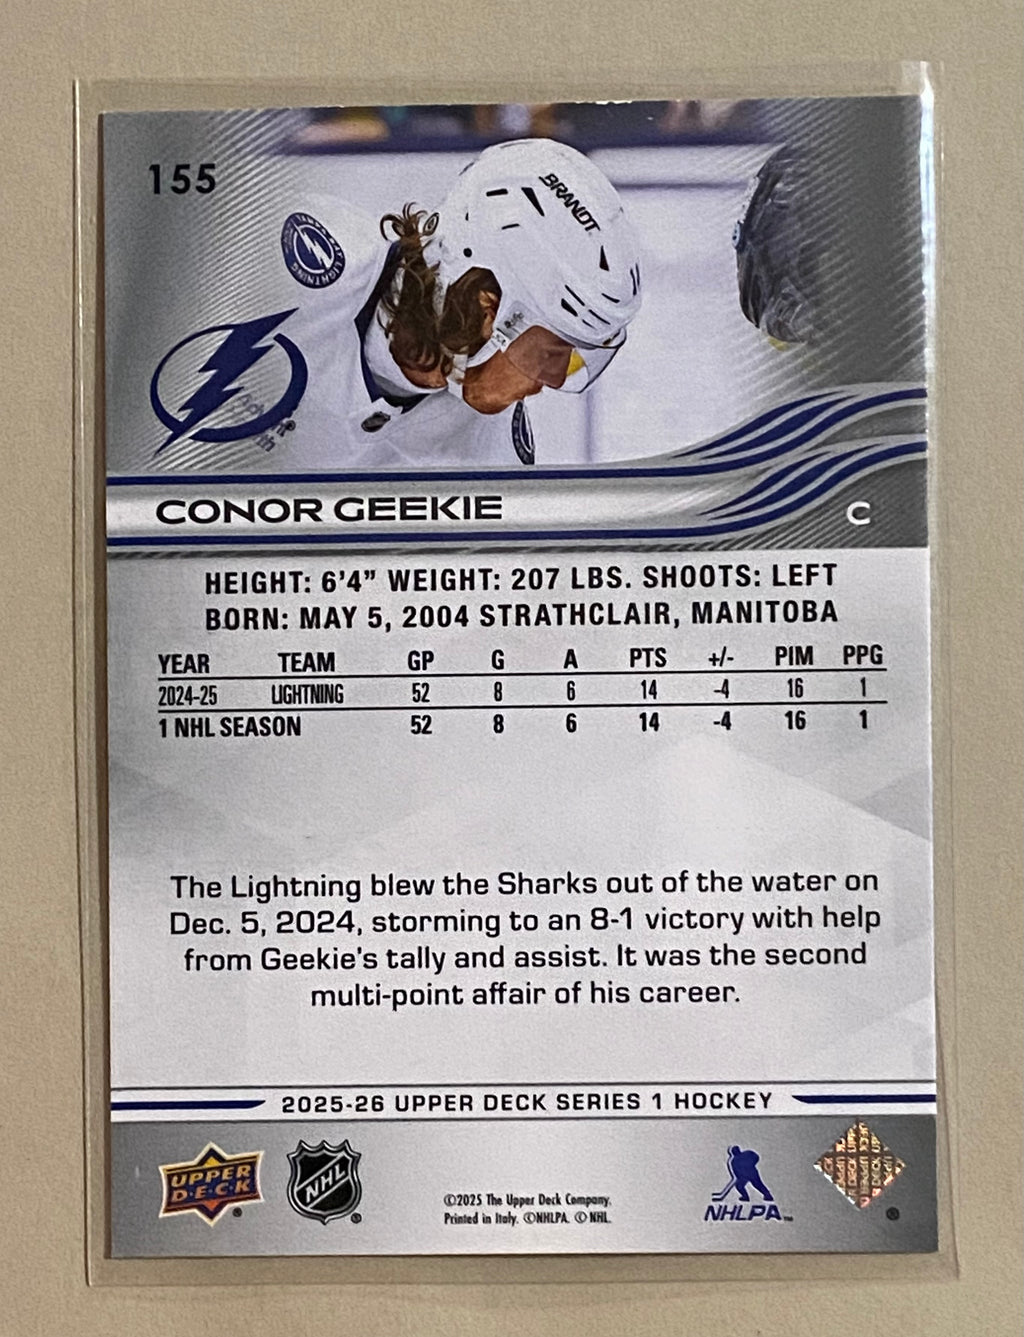 155
BRANDT
CONOR GEEKIE
C
HEIGHT: 6'4" WEIGHT: 207 LBS. SHOOTS: LEFT
BORN: MAY 5, 2004 STRATHCLAIR, MANITOBA
YEAR TEAM GP G A PTS +/- PIM PPG
2024-25 LIGHTNING 52 8 6 14 -4 16 1
1 NHL SEASON 52 8 6 14 -4 16 1
The Lightning blew the Sharks out of the water on
Dec. 5, 2024, storming to an 8-1 victory with help
from Geekie's tally and assist. It was the second
multi-point affair of his career.
2025-26 UPPER DECK SERIES 1 HOCKEY
UPPER
D·E·C·K
®
NHL
®
©2025 The Upper Deck Company.
Printed in Italy. ©NHLPA. © NHL.
NHLPA™
UPPER DECK
®